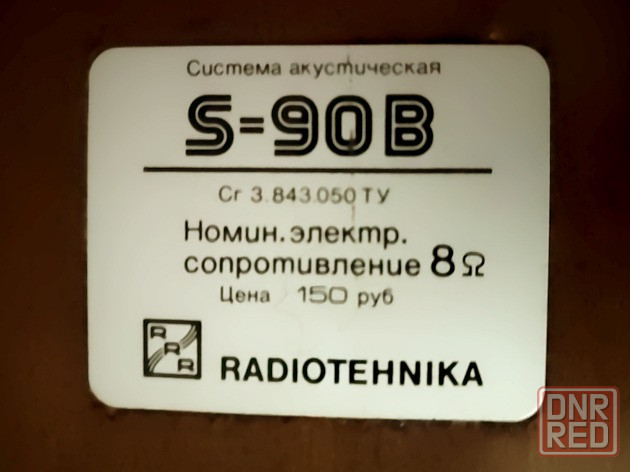 Система акустическая
S-90B
Сг 3.843.050 ТУ
Номин. электр.
сопротивление 8Ω
Цена 150 руб
RRR
RADIOTEHNIKA
DNR
RED